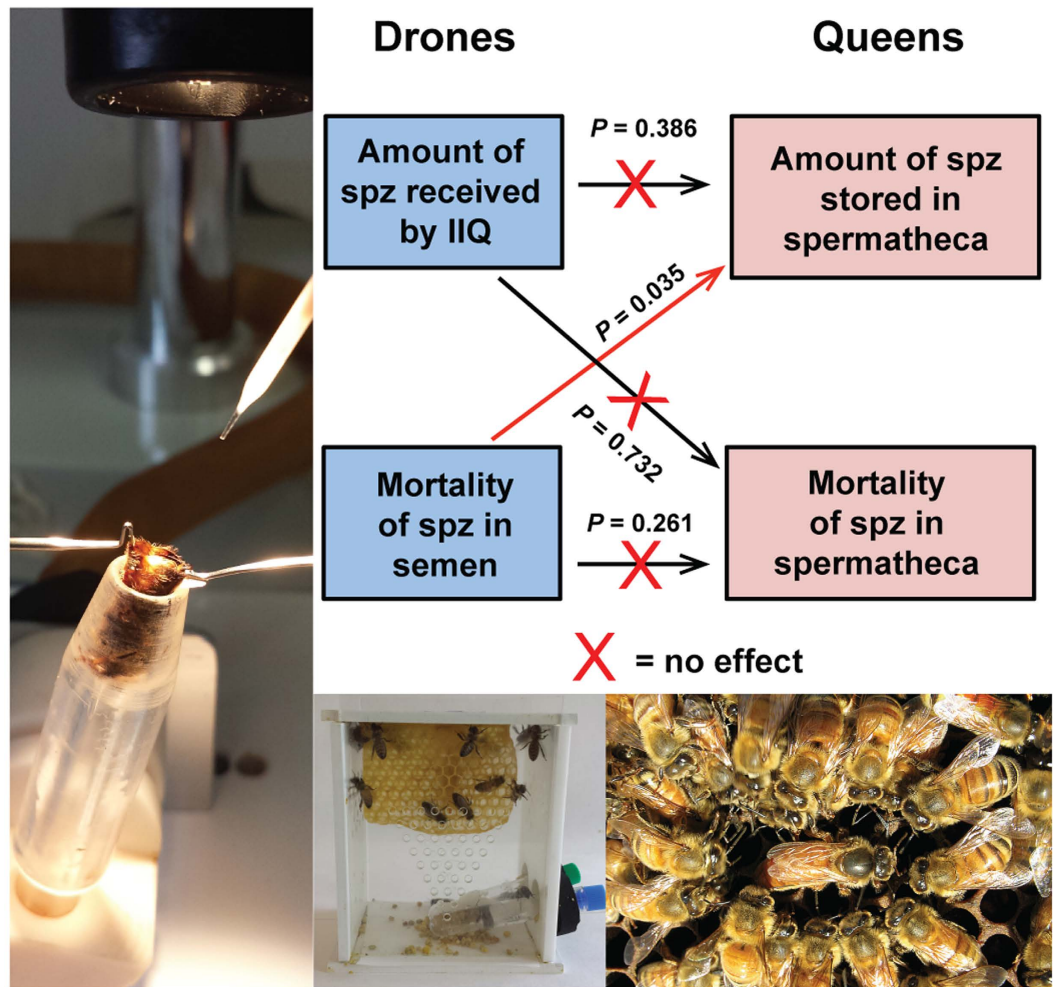 Drones
Queens
Amount of
spz received
by IIQ
P = 0.386
Amount of spz
stored in
spermatheca
P = 0.035
P = 0.732
Mortality
of spz in
semen
P = 0.261
Mortality
of spz in
spermatheca
X = no effect